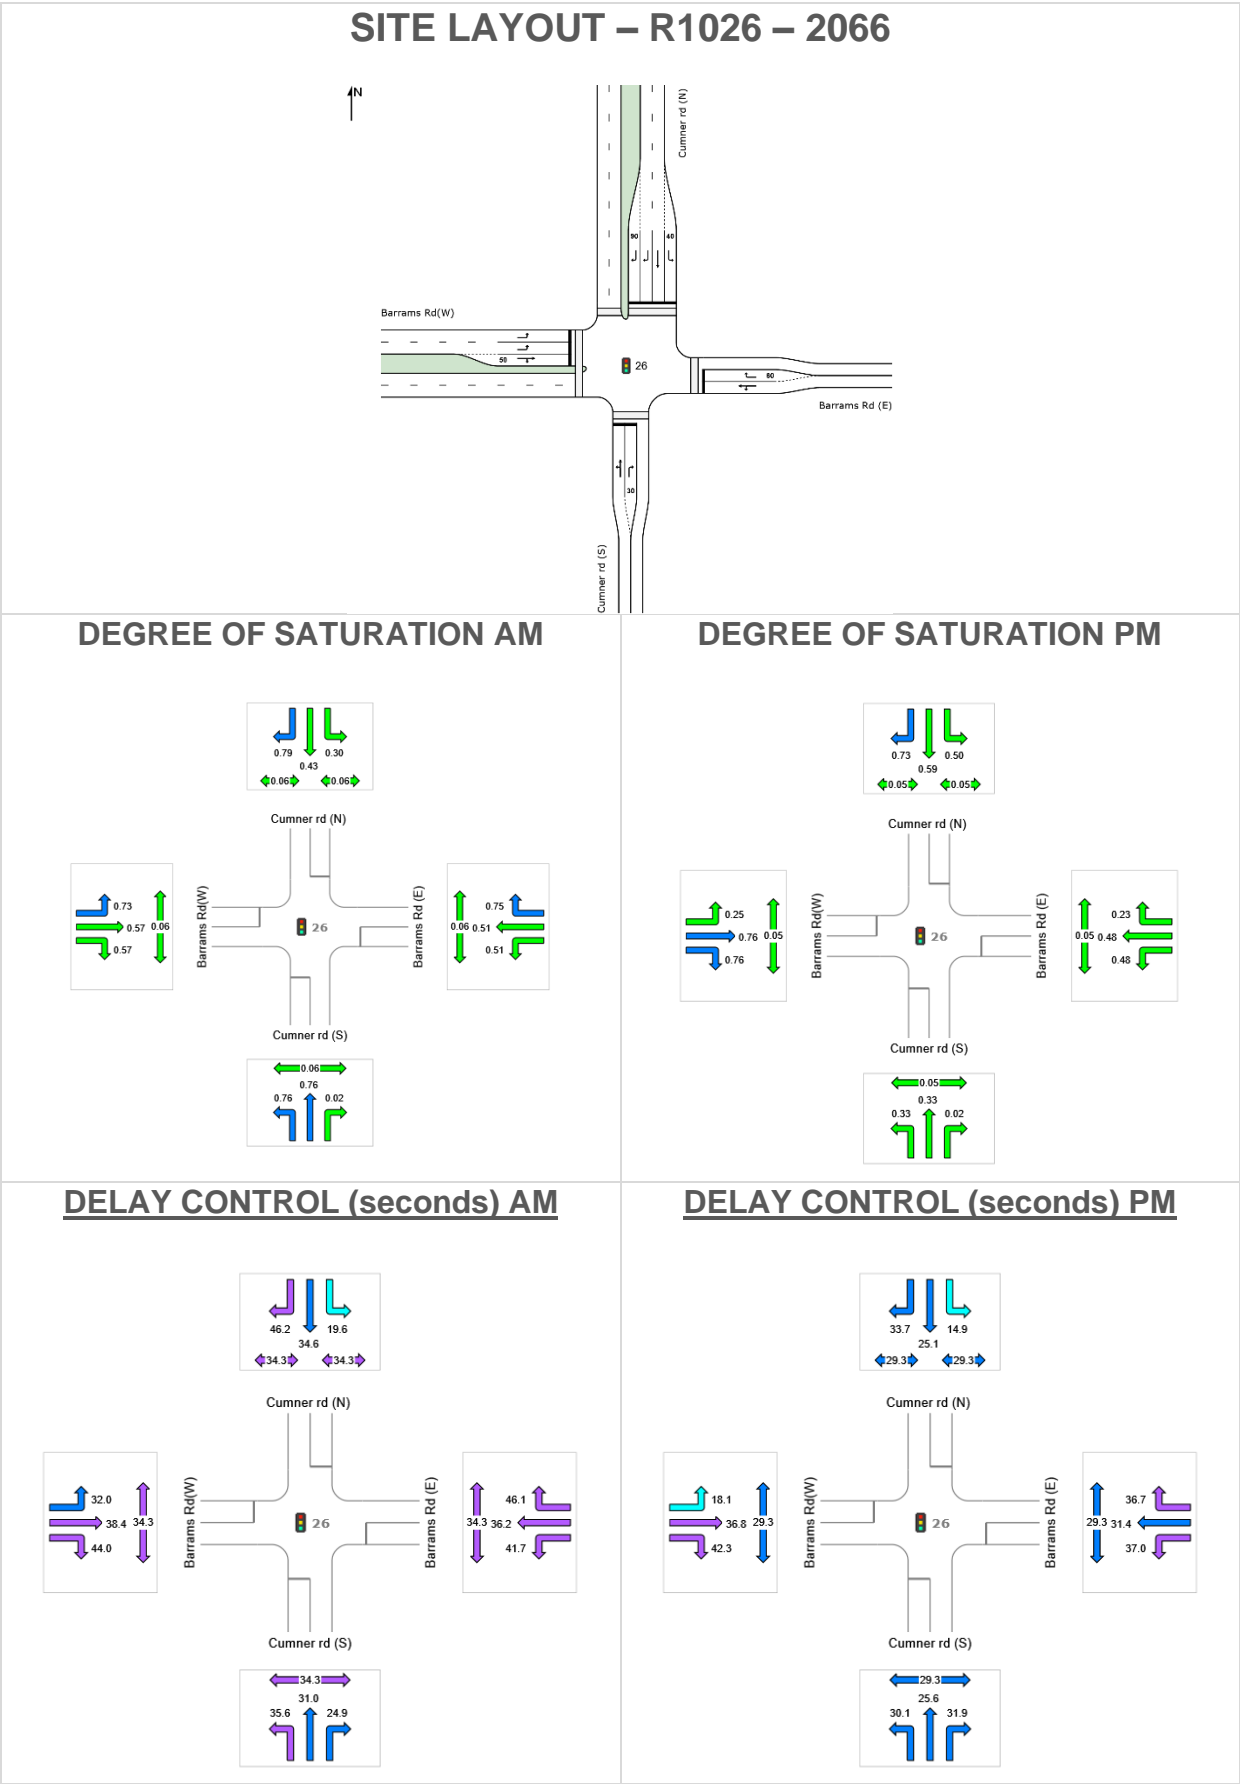 SITE LAYOUT – R1026 – 2066
N
Cumner rd (N)
90 40
Barrams Rd(W)
50
26
60
Barrams Rd (E)
30
Cumner rd (S)
DEGREE OF SATURATION AM
0.79 0.30
0.43
0.06 0.06
Cumner rd (N)
Barrams Rd(W)
Barrams Rd (E)
0.73
0.57 0.06
0.57
26
0.75
0.06 0.51
0.51
Cumner rd (S)
0.06
0.76
0.76 0.02
DEGREE OF SATURATION PM
0.73 0.50
0.59
0.05 0.05
Cumner rd (N)
Barrams Rd(W)
Barrams Rd (E)
0.25
0.76 0.05
0.76
26
0.23
0.05 0.48
0.48
Cumner rd (S)
0.05
0.33
0.33 0.02
DELAY CONTROL (seconds) AM
46.2 19.6
34.6
34.3 34.3
Cumner rd (N)
Barrams Rd(W)
Barrams Rd (E)
32.0
38.4 34.3
44.0
26
46.1
34.3 36.2
41.7
Cumner rd (S)
34.3
31.0
35.6 24.9
DELAY CONTROL (seconds) PM
33.7 14.9
25.1
29.3 29.3
Cumner rd (N)
Barrams Rd(W)
Barrams Rd (E)
18.1
36.8 29.3
42.3
26
36.7
29.3 31.4
37.0
Cumner rd (S)
29.3
25.6
30.1 31.9